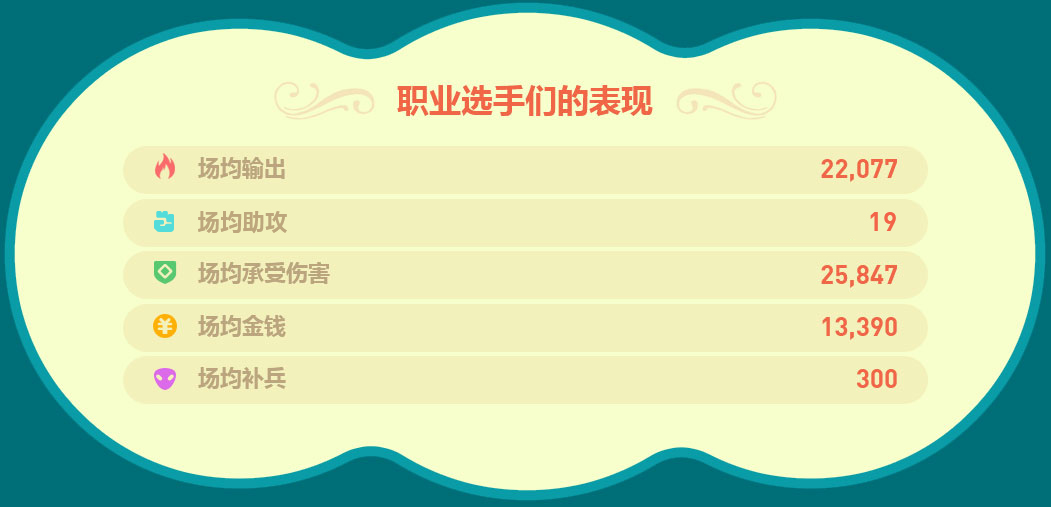 职业选手们的表现
场均输出 22,077
场均助攻 19
场均承受伤害 25,847
场均金钱 13,390
场均补兵 300